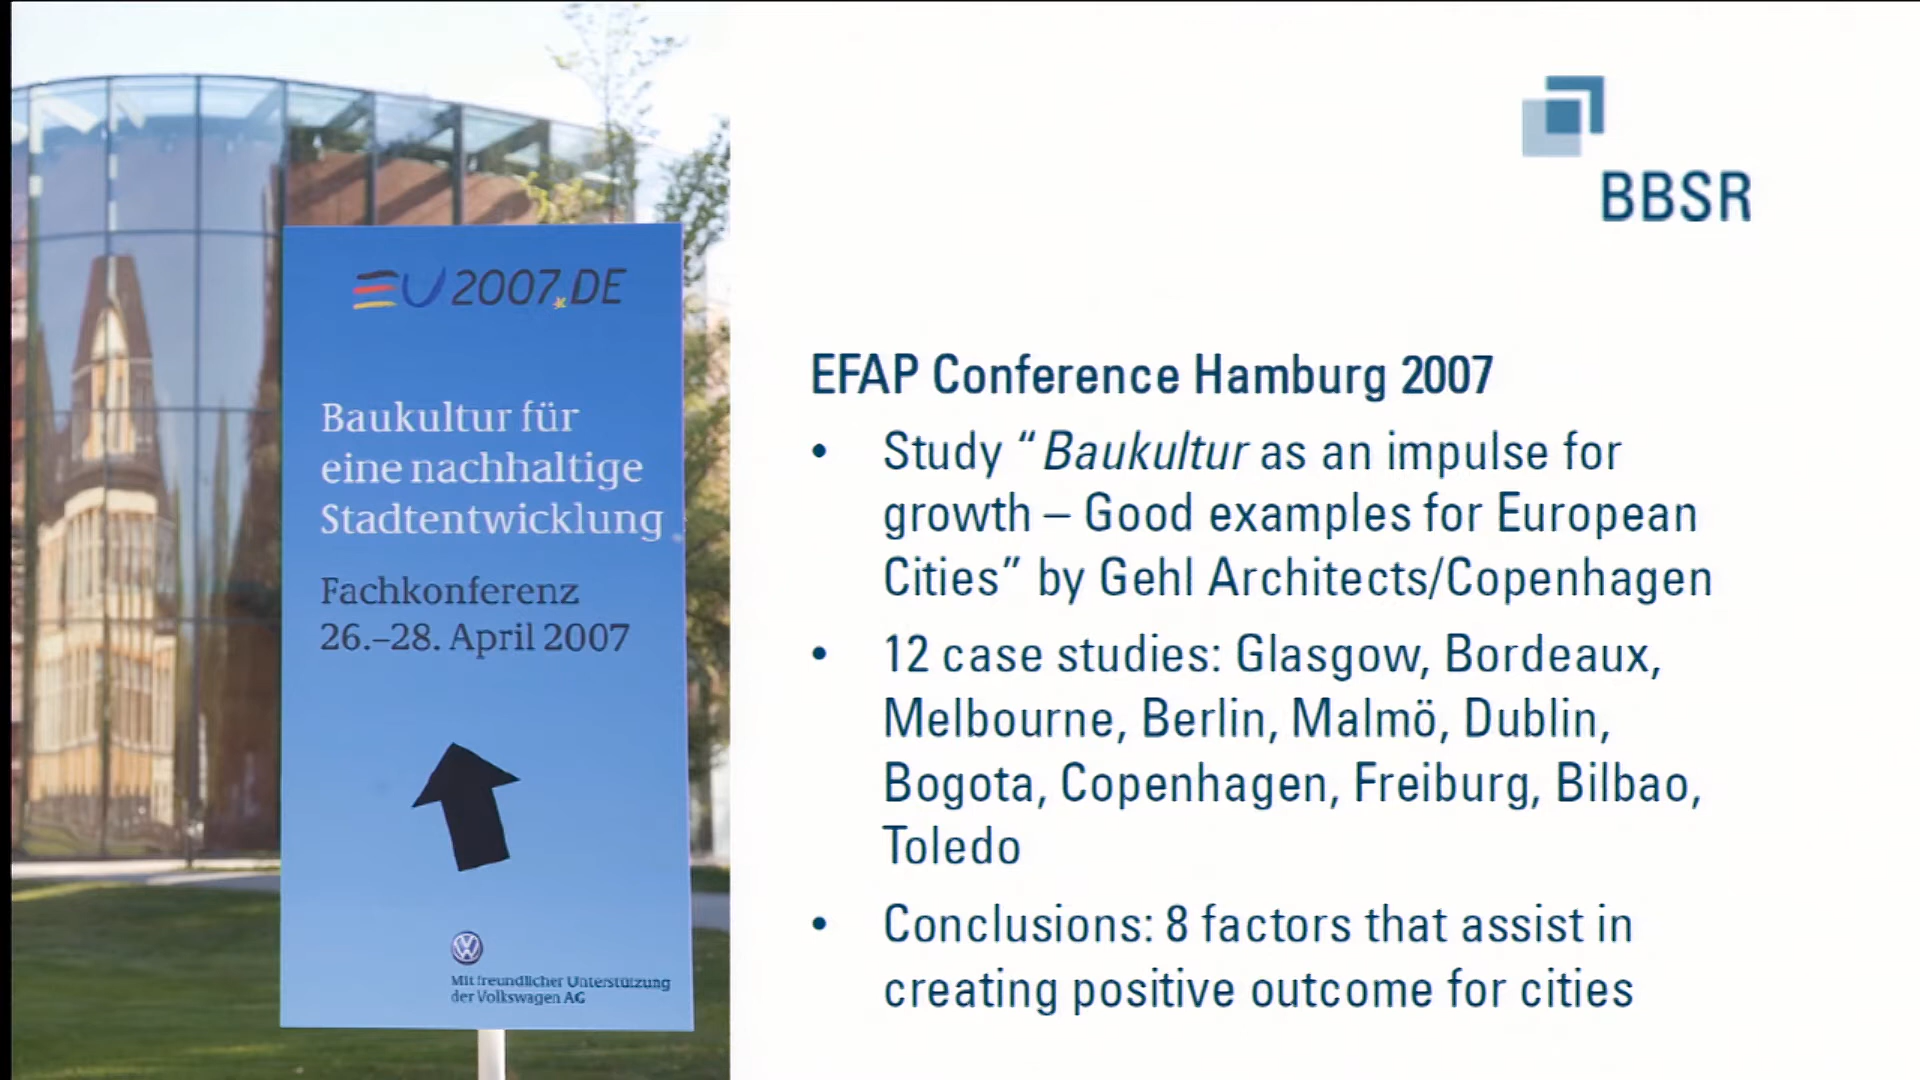 EU2007.DE
Baukultur für
eine nachhaltige
Stadtentwicklung
Fachkonferenz
26.–28. April 2007
Mit freundlicher Unterstützung
der Volkswagen AG
BBSR
EFAP Conference Hamburg 2007
• Study “Baukultur as an impulse for
growth – Good examples for European
Cities” by Gehl Architects/Copenhagen
• 12 case studies: Glasgow, Bordeaux,
Melbourne, Berlin, Malmö, Dublin,
Bogota, Copenhagen, Freiburg, Bilbao,
Toledo
• Conclusions: 8 factors that assist in
creating positive outcome for cities